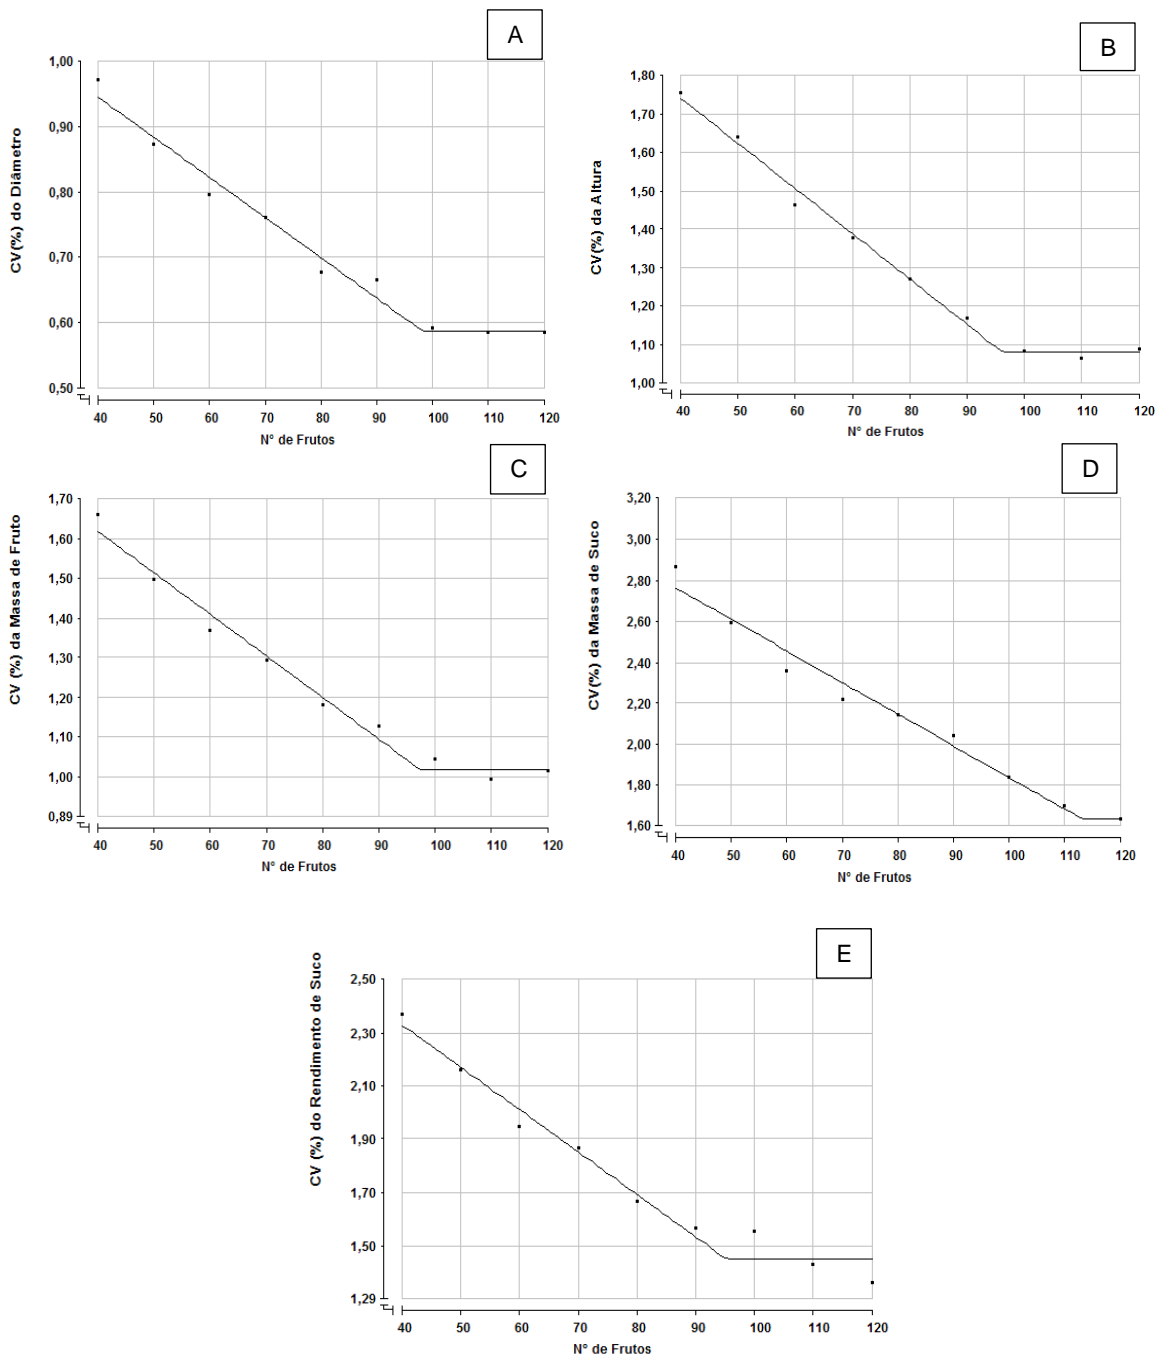 A
CV(%) do Diâmetro
1,00
0,90
0,80
0,70
0,60
0,50
40 50 60 70 80 90 100 110 120
N° de Frutos
B
CV(%) da Altura
1,80
1,70
1,60
1,50
1,40
1,30
1,20
1,10
1,00
40 50 60 70 80 90 100 110 120
N° de Frutos
C
CV (%) da Massa de Fruto
1,70
1,60
1,50
1,40
1,30
1,20
1,10
1,00
0,89
40 50 60 70 80 90 100 110 120
N° de Frutos
D
CV(%) da Massa de Suco
3,20
3,00
2,80
2,60
2,40
2,20
2,00
1,80
1,60
40 50 60 70 80 90 100 110 120
N° de Frutos
E
CV (%) do Rendimento de Suco
2,50
2,30
2,10
1,90
1,70
1,50
1,29
40 50 60 70 80 90 100 110 120
N° de Frutos